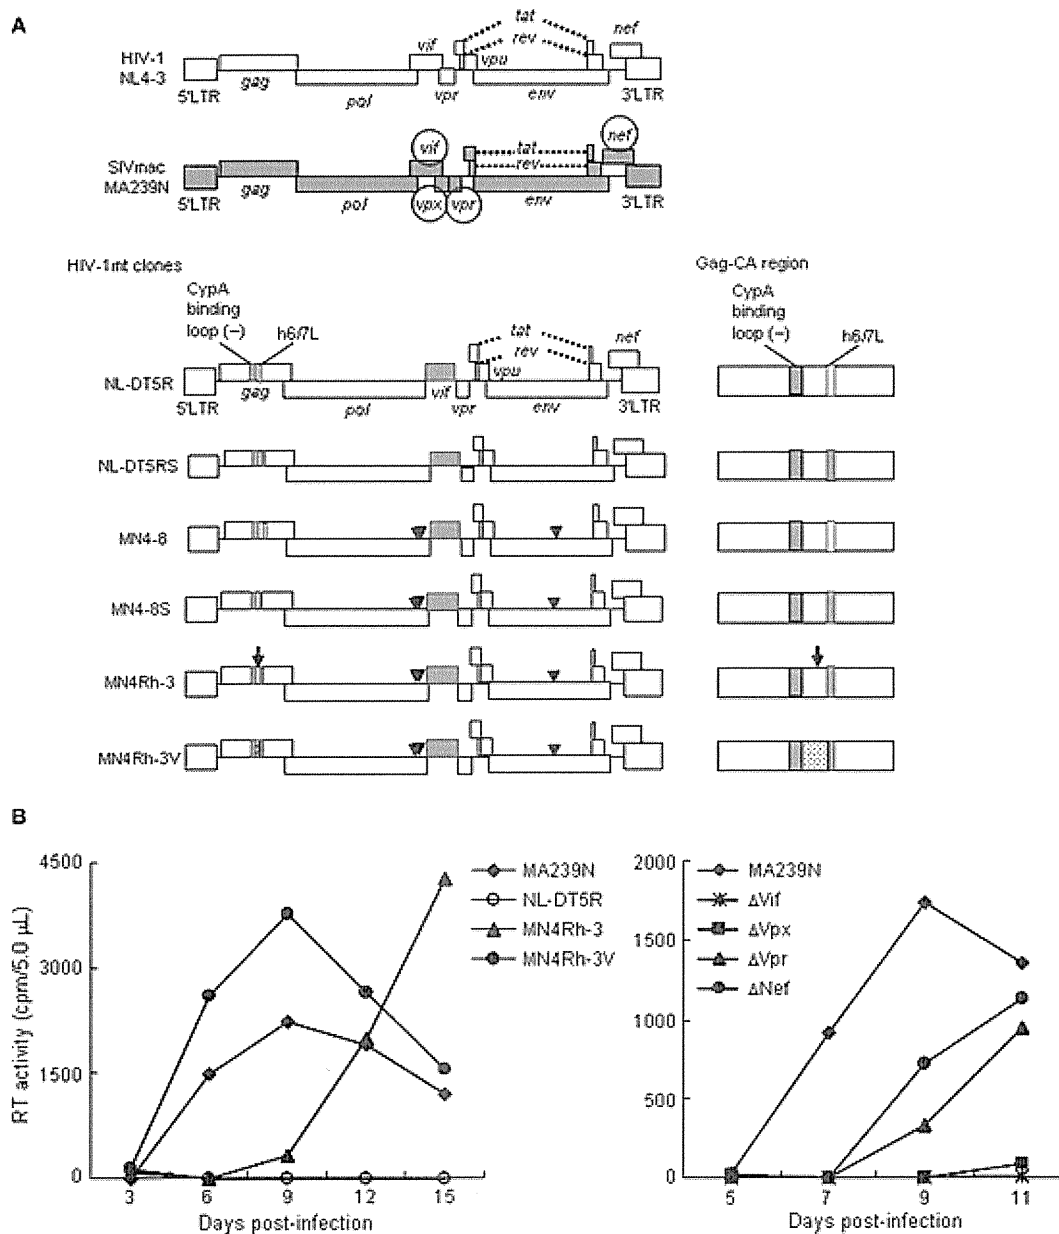 A
HIV-1
NL4-3
5'LTR
gag
pol
vif
vpr
tat
rev
vpu
env
nef
3'LTR
SIVmac
MA239N
5'LTR
gag
pol
vif
vpx
vpr
tat
rev
env
nef
3'LTR
HIV-1mt clones
Gag-CA region
CypA
binding
loop (–)
h6/7L
CypA
binding
loop (–)
h6/7L
NL-DT5R
5'LTR
gag
pol
vif
vpr
tat
rev
vpu
env
nef
3'LTR
NL-DT5RS
MN4-8
MN4-8S
MN4Rh-3
MN4Rh-3V
B
RT activity (cpm/5.0 µL)
4500
3000
1500
0
3 6 9 12 15
Days post-infection
MA239N
NL-DT5R
MN4Rh-3
MN4Rh-3V
2000
1500
1000
500
0
5 7 9 11
Days post-infection
MA239N
ΔVif
ΔVpx
ΔVpr
ΔNef